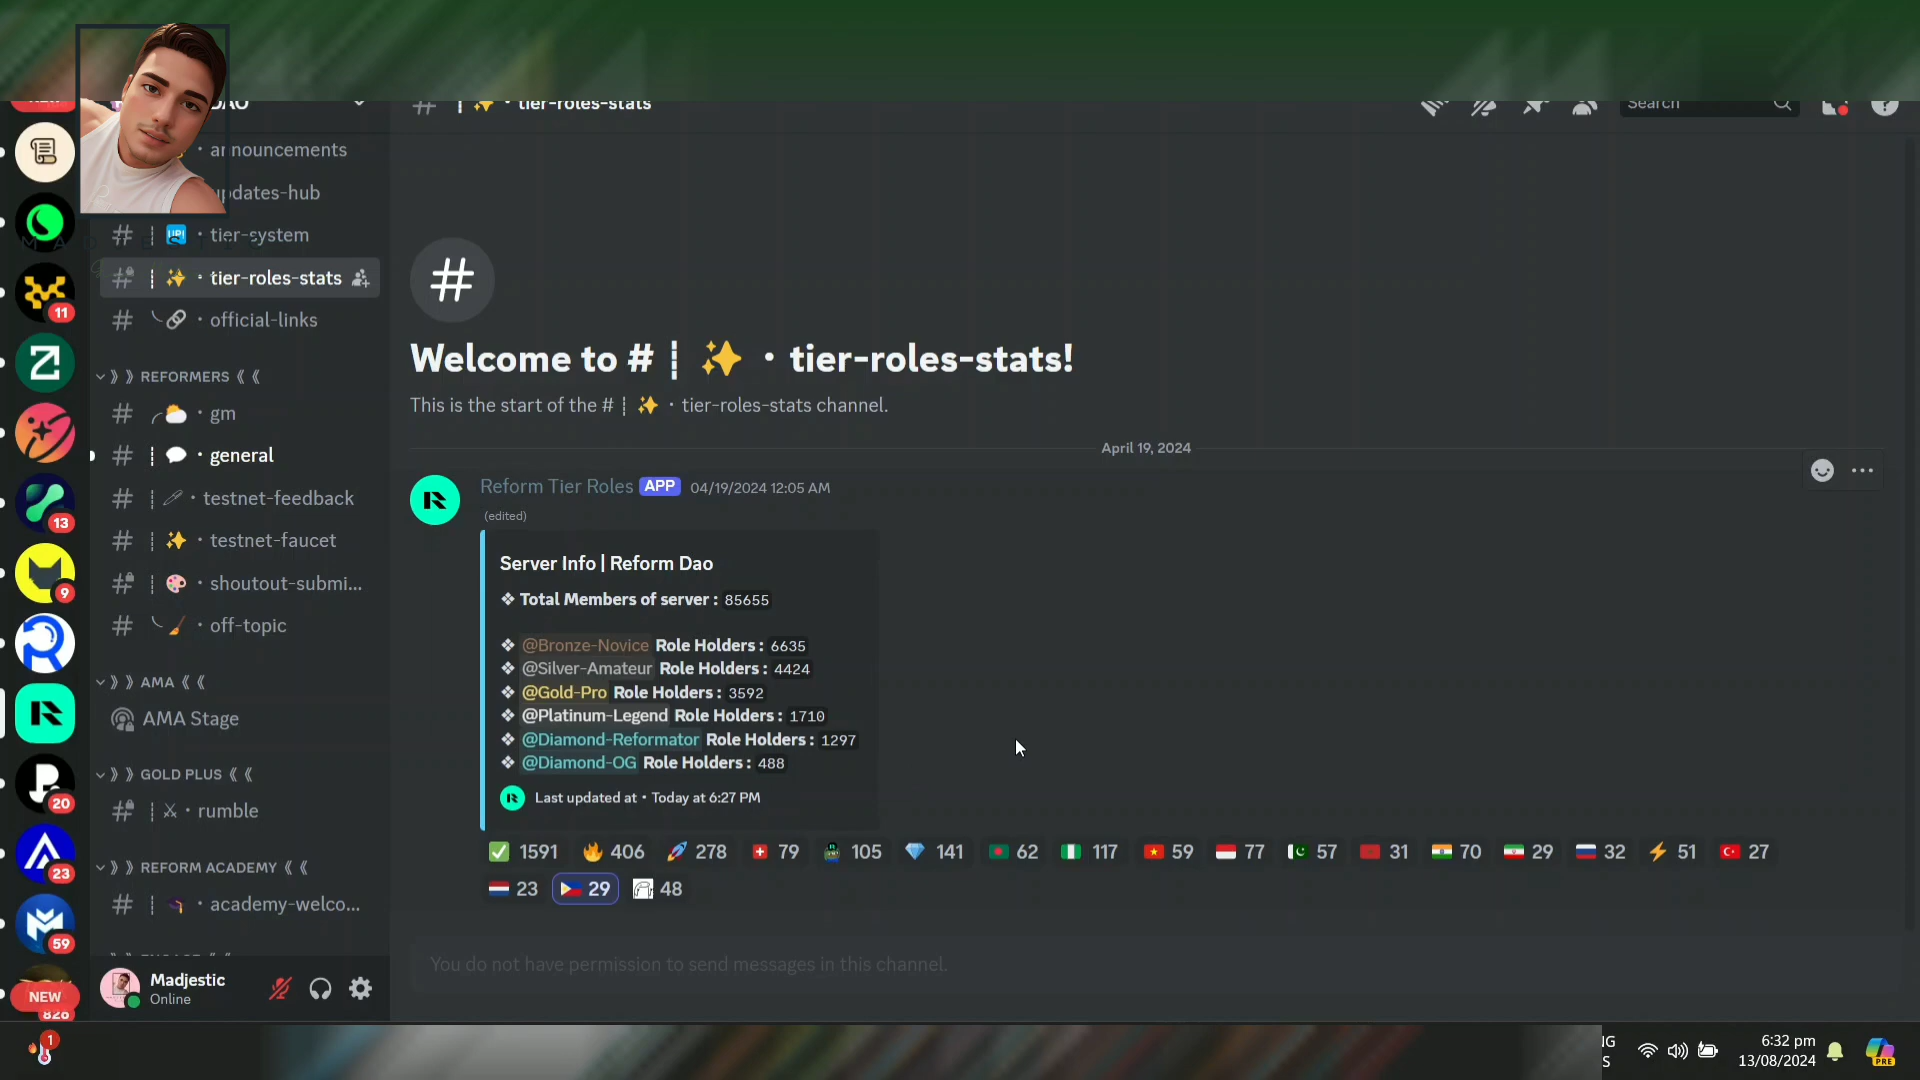 DAO
# ┊ ✨ · tier-roles-stats
Search
· announcements
updates-hub
# ┊ · tier-system
# ┊ ✨ · tier-roles-stats
# · official-links
》》REFORMERS《《
# · gm
# ┊ · general
# ┊ · testnet-feedback
# ┊ ✨ · testnet-faucet
# ┊ · shoutout-submi...
# · off-topic
》》AMA《《
AMA Stage
》》GOLD PLUS《《
# ┊ · rumble
》》REFORM ACADEMY《《
# ┊ · academy-welco...
Madjestic
Online
11
13
9
20
23
59
NEW
826
#
Welcome to # ┊ ✨ · tier-roles-stats!
This is the start of the # ┊ ✨ · tier-roles-stats channel.
April 19, 2024
Reform Tier Roles APP 04/19/2024 12:05 AM
(edited)
Server Info | Reform Dao
❖ Total Members of server : 85655
❖ @Bronze-Novice Role Holders : 6635
❖ @Silver-Amateur Role Holders : 4424
❖ @Gold-Pro Role Holders : 3592
❖ @Platinum-Legend Role Holders : 1710
❖ @Diamond-Reformator Role Holders : 1297
❖ @Diamond-OG Role Holders : 488
Last updated at • Today at 6:27 PM
1591 406 278 79 105 141 62 117 59 77 57 31 70 29 32 51 27
23 29 48
You do not have permission to send messages in this channel.
1
6:32 pm
13/08/2024
PRE